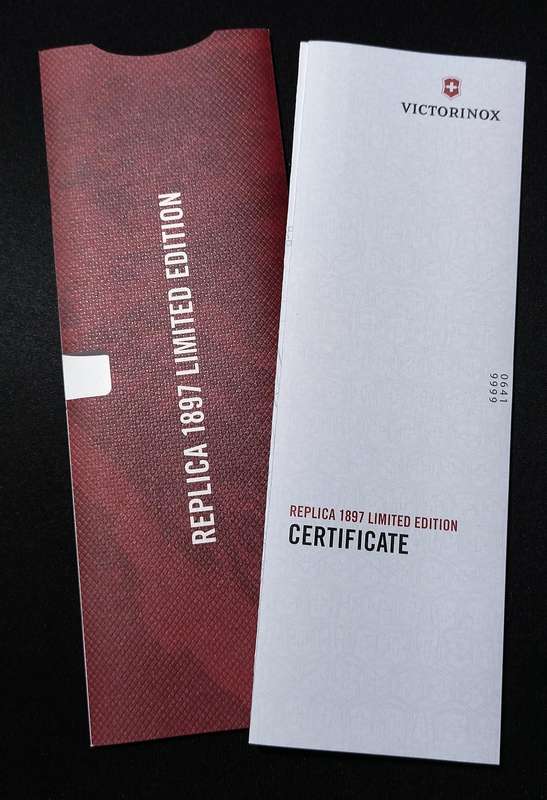 REPLICA 1897 LIMITED EDITION
VICTORINOX
0641
9999
REPLICA 1897 LIMITED EDITION
CERTIFICATE